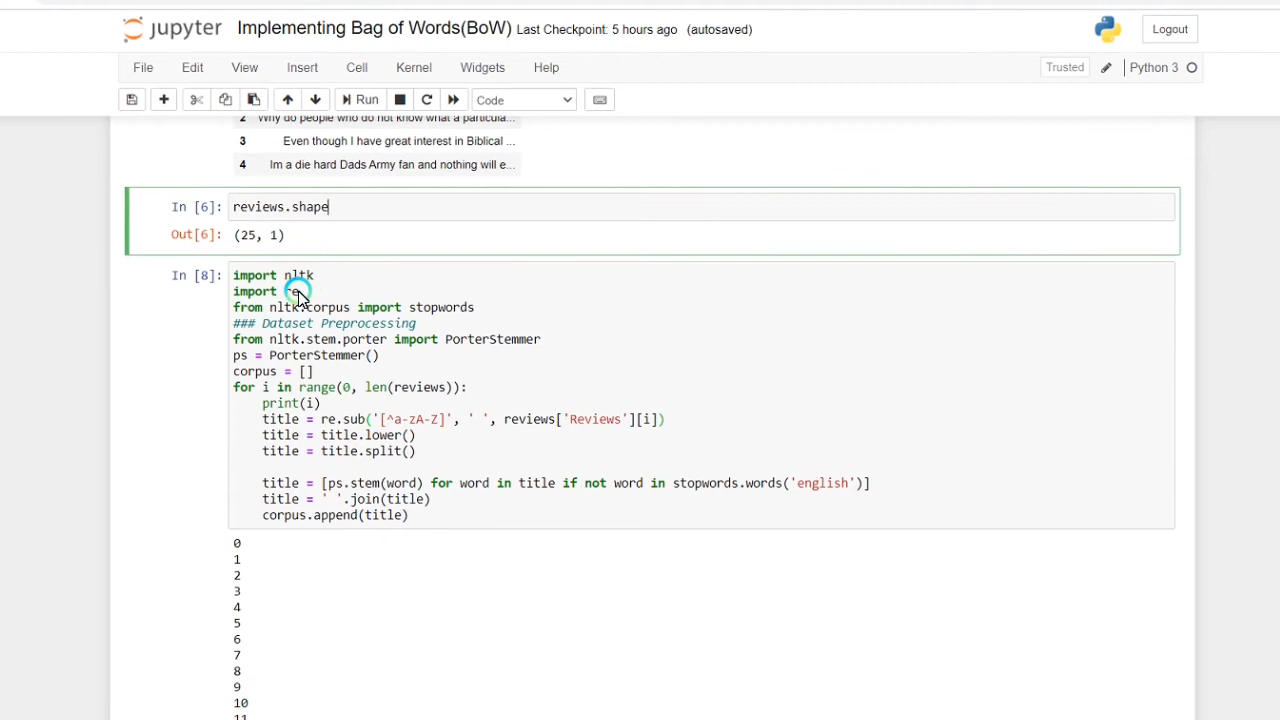 jupyter Implementing Bag of Words(BoW) Last Checkpoint: 5 hours ago (autosaved) Logout
File Edit View Insert Cell Kernel Widgets Help Trusted Python 3
Run Code
2 Why do people who do not know what a particula...
3 Even though I have great interest in Biblical ...
4 Im a die hard Dads Army fan and nothing will e...
In [6]: reviews.shape
Out[6]: (25, 1)
In [8]: import nltk
import re
from nltk.corpus import stopwords
### Dataset Preprocessing
from nltk.stem.porter import PorterStemmer
ps = PorterStemmer()
corpus = []
for i in range(0, len(reviews)):
    print(i)
    title = re.sub('[^a-zA-Z]', ' ', reviews['Reviews'][i])
    title = title.lower()
    title = title.split()
    title = [ps.stem(word) for word in title if not word in stopwords.words('english')]
    title = ' '.join(title)
    corpus.append(title)
0
1
2
3
4
5
6
7
8
9
10
11